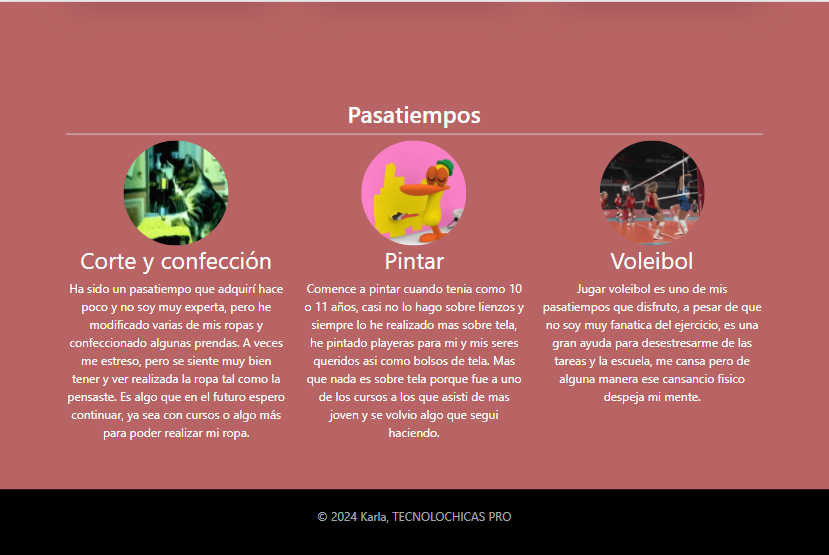 Pasatiempos
Corte y confección
Ha sido un pasatiempo que adquirí hace
poco y no soy muy experta, pero he
modificado varias de mis ropas y
confeccionado algunas prendas. A veces
me estreso, pero se siente muy bien
tener y ver realizada la ropa tal como la
pensaste. Es algo que en el futuro espero
continuar, ya sea con cursos o algo más
para poder realizar mi ropa.
Pintar
Comence a pintar cuando tenia como 10
o 11 años, casi no lo hago sobre lienzos y
siempre lo he realizado mas sobre tela,
he pintado playeras para mi y mis seres
queridos asi como bolsos de tela. Mas
que nada es sobre tela porque fue a uno
de los cursos a los que asisti de mas
joven y se volvio algo que segui
haciendo.
Voleibol
Jugar voleibol es uno de mis
pasatiempos que disfruto, a pesar de que
no soy muy fanatica del ejercicio, es una
gran ayuda para desestresarme de las
tareas y la escuela, me cansa pero de
alguna manera ese cansancio fisico
despeja mi mente.
© 2024 Karla, TECNOLOCHICAS PRO